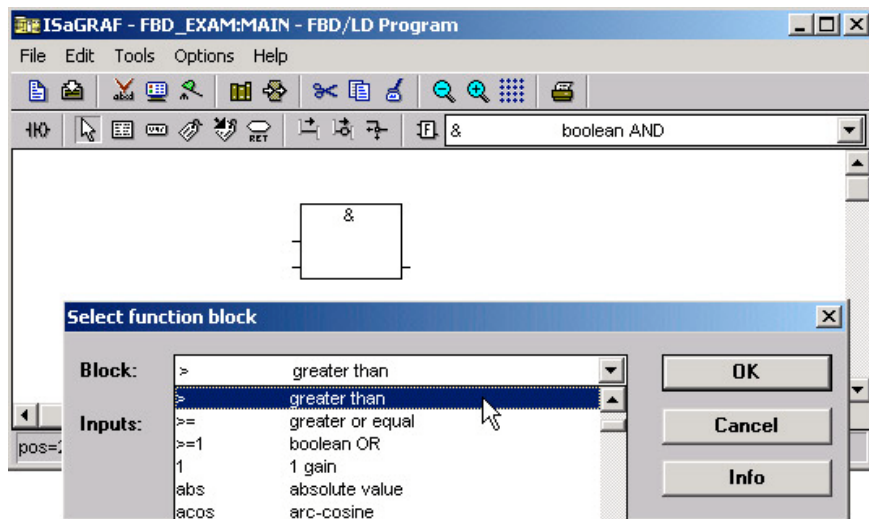 ISaGRAF - FBD_EXAM:MAIN - FBD/LD Program
File Edit Tools Options Help
RET F & boolean AND
&
Select function block
Block: > greater than OK
> greater than
Inputs: >= greater or equal Cancel
>=1 boolean OR
1 1 gain Info
abs absolute value
acos arc-cosine